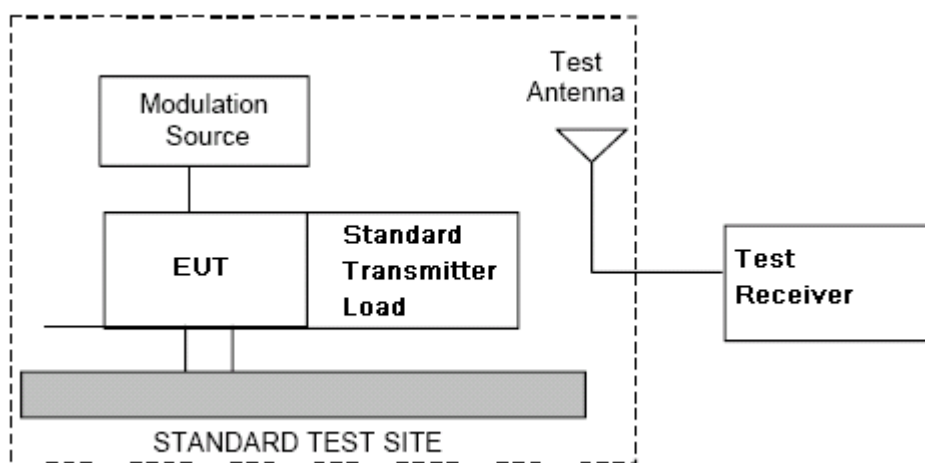 Test
Antenna
Modulation
Source
EUT
Standard
Transmitter
Load
Test
Receiver
STANDARD TEST SITE